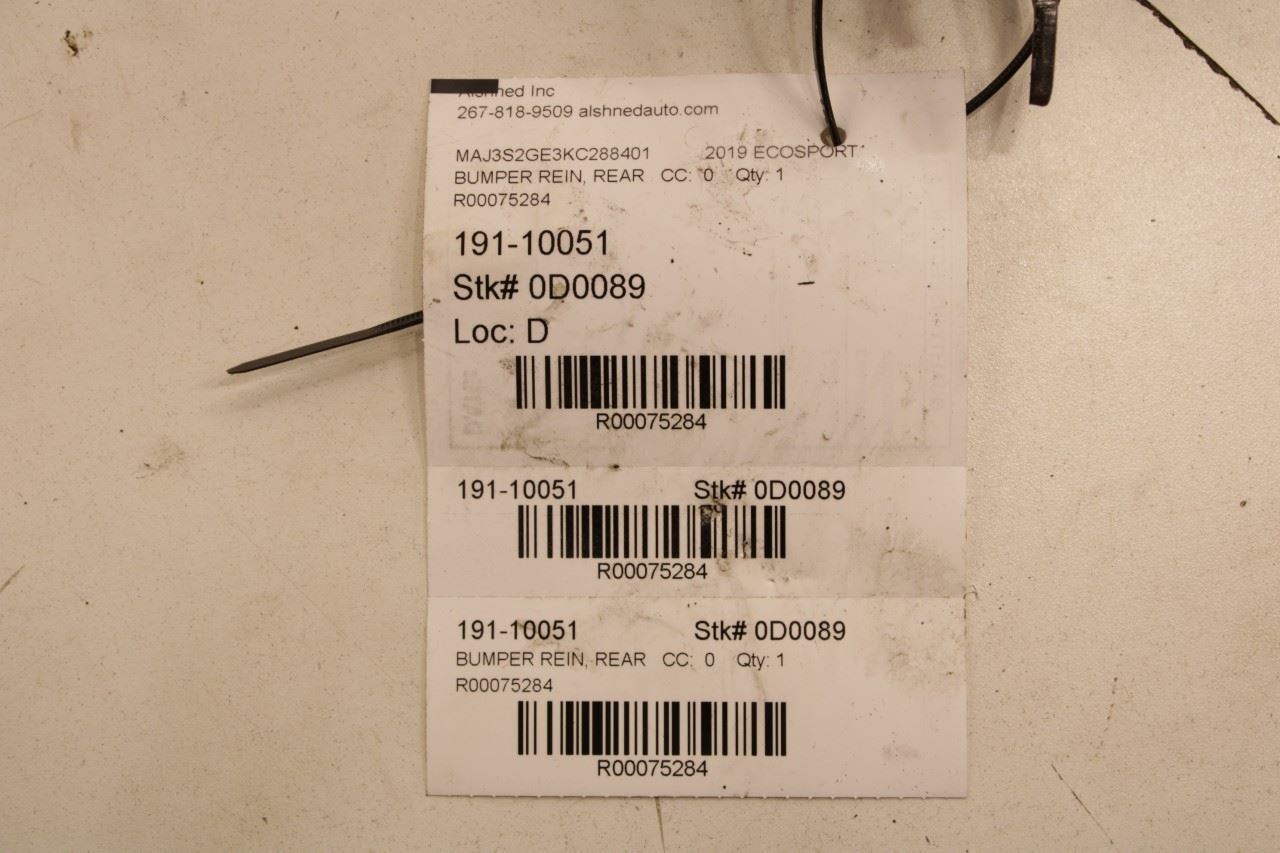 Alshned Inc
267-818-9509 alshnedauto.com
MAJ3S2GE3KC288401 2019 ECOSPORT
BUMPER REIN, REAR CC: 0 Qty: 1
R00075284
191-10051
Stk# 0D0089
Loc: D
R00075284
191-10051 Stk# 0D0089
R00075284
191-10051 Stk# 0D0089
BUMPER REIN, REAR CC: 0 Qty: 1
R00075284
R00075284